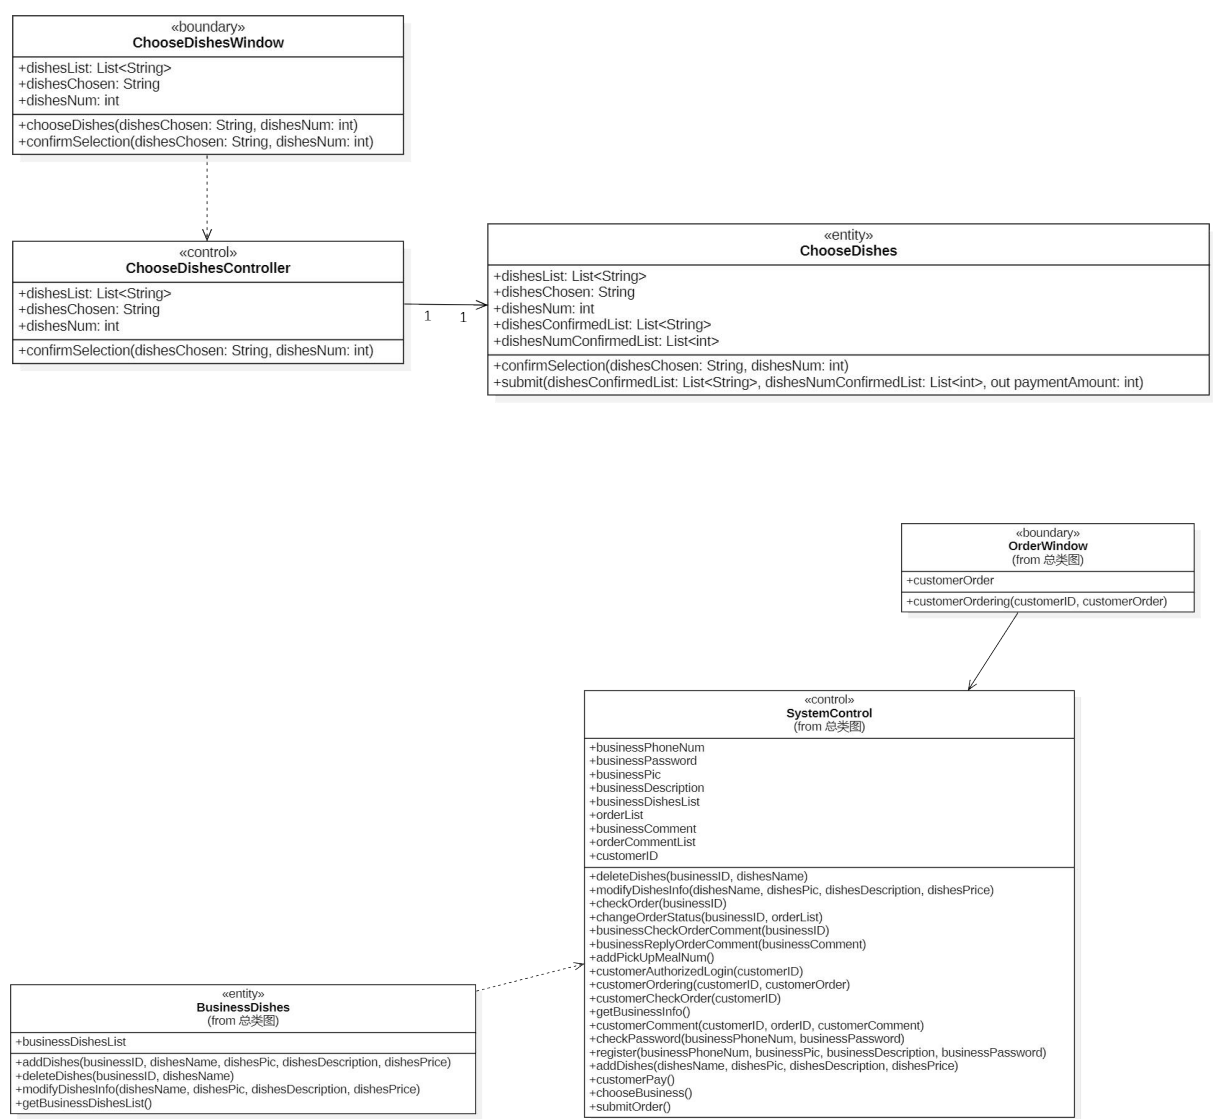 «boundary»
ChooseDishesWindow
+dishesList: List<String>
+dishesChosen: String
+dishesNum: int
+chooseDishes(dishesChosen: String, dishesNum: int)
+confirmSelection(dishesChosen: String, dishesNum: int)
«control»
ChooseDishesController
+dishesList: List<String>
+dishesChosen: String
+dishesNum: int
+confirmSelection(dishesChosen: String, dishesNum: int)
1 1
«entity»
ChooseDishes
+dishesList: List<String>
+dishesChosen: String
+dishesNum: int
+dishesConfirmedList: List<String>
+dishesNumConfirmedList: List<int>
+confirmSelection(dishesChosen: String, dishesNum: int)
+submit(dishesConfirmedList: List<String>, dishesNumConfirmedList: List<int>, out paymentAmount: int)
«boundary»
OrderWindow
(from 总类图)
+customerOrder
+customerOrdering(customerID, customerOrder)
«control»
SystemControl
(from 总类图)
+businessPhoneNum
+businessPassword
+businessPic
+businessDescription
+businessDishesList
+orderList
+businessComment
+orderCommentList
+customerID
+deleteDishes(businessID, dishesName)
+modifyDishesInfo(dishesName, dishesPic, dishesDescription, dishesPrice)
+checkOrder(businessID)
+changeOrderStatus(businessID, orderList)
+businessCheckOrderComment(businessID)
+businessReplyOrderComment(businessComment)
+addPickUpMealNum()
+customerAuthorizedLogin(customerID)
+customerOrdering(customerID, customerOrder)
+customerCheckOrder(customerID)
+getBusinessInfo()
+customerComment(customerID, orderID, customerComment)
+checkPassword(businessPhoneNum, businessPassword)
+register(businessPhoneNum, businessPic, businessDescription, businessPassword)
+addDishes(dishesName, dishesPic, dishesDescription, dishesPrice)
+customerPay()
+chooseBusiness()
+submitOrder()
«entity»
BusinessDishes
(from 总类图)
+businessDishesList
+addDishes(businessID, dishesName, dishesPic, dishesDescription, dishesPrice)
+deleteDishes(businessID, dishesName)
+modifyDishesInfo(dishesName, dishesPic, dishesDescription, dishesPrice)
+getBusinessDishesList()